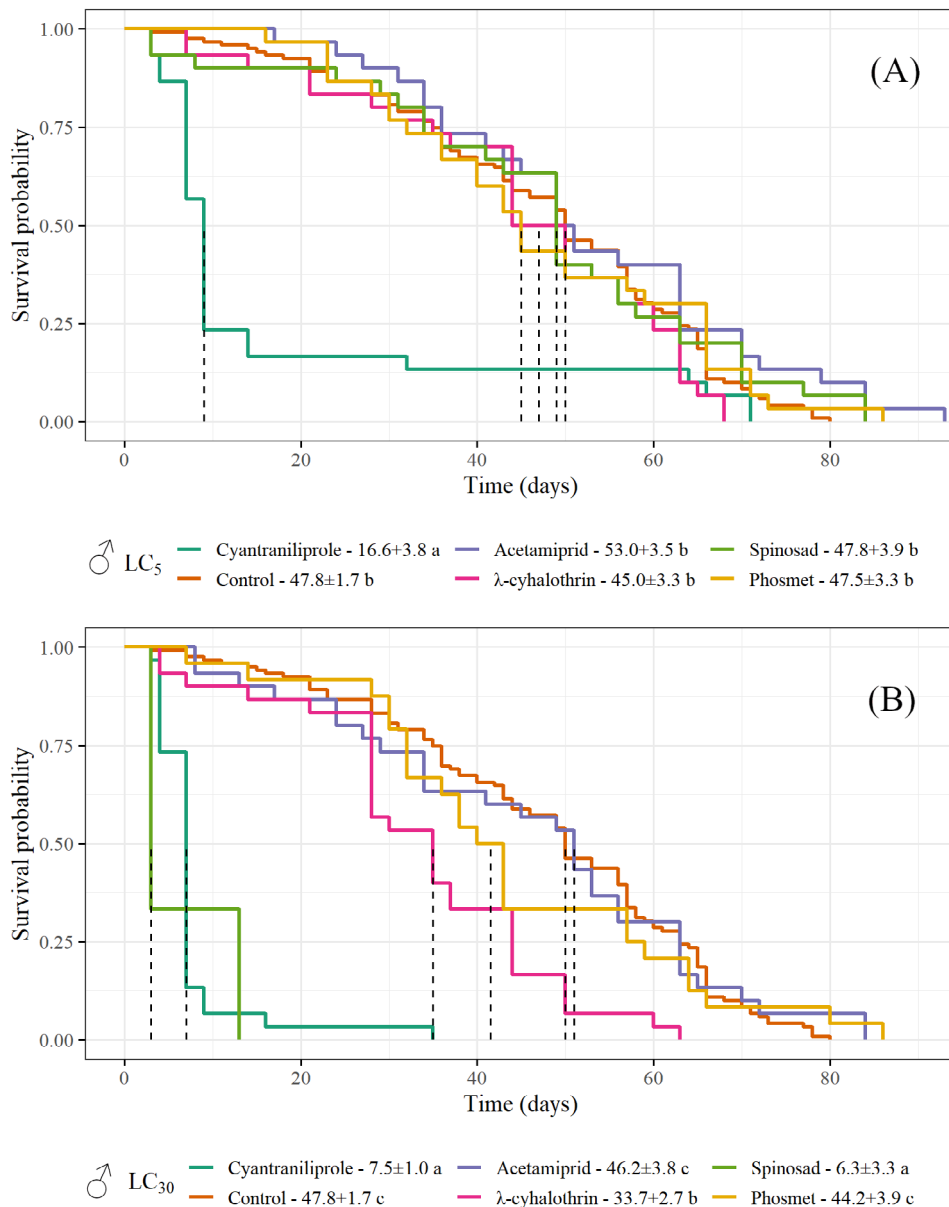 (A)
1.00
0.75
0.50
0.25
0.00
Survival probability
0 20 40 60 80
Time (days)
♂ LC5
Cyantraniliprole - 16.6+3.8 a Acetamiprid - 53.0+3.5 b Spinosad - 47.8+3.9 b
Control - 47.8±1.7 b λ-cyhalothrin - 45.0±3.3 b Phosmet - 47.5±3.3 b
(B)
1.00
0.75
0.50
0.25
0.00
Survival probability
0 20 40 60 80
Time (days)
♂ LC30
Cyantraniliprole - 7.5±1.0 a Acetamiprid - 46.2±3.8 c Spinosad - 6.3±3.3 a
Control - 47.8±1.7 c λ-cyhalothrin - 33.7±2.7 b Phosmet - 44.2±3.9 c